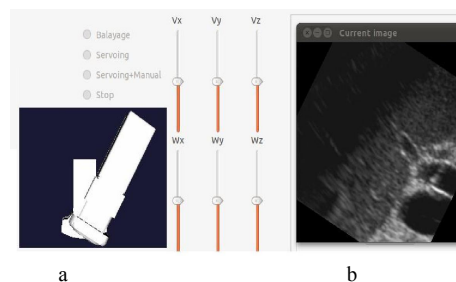 Vx Vy Vz
Balayage
Servoing
Servoing+Manual
Stop
Wx Wy Wz
Current image
a b